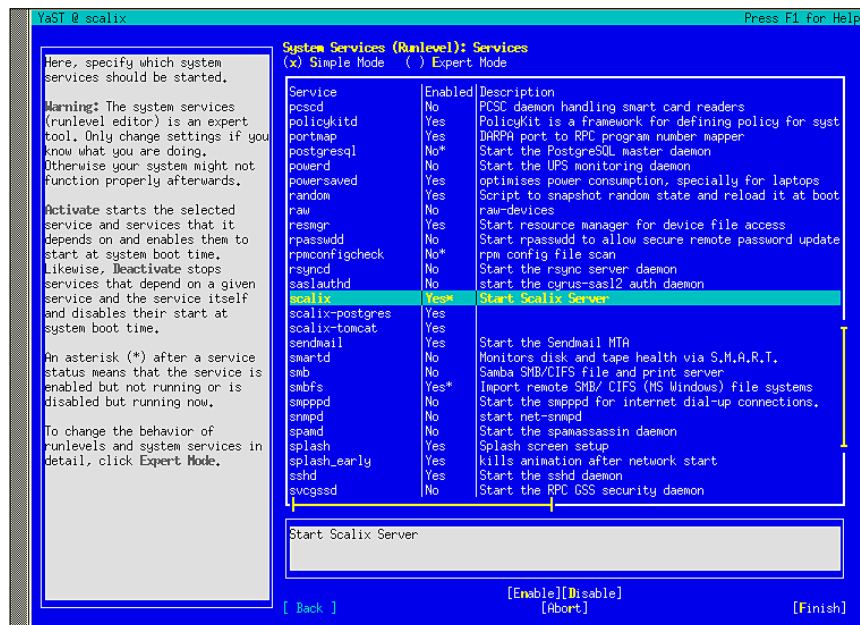 YaST @ scalix Press F1 for Help
Here, specify which system
services should be started.
Warning: The system services
(runlevel editor) is an expert
tool. Only change settings if you
know what you are doing.
Otherwise your system might not
function properly afterwards.
Activate starts the selected
service and services that it
depends on and enables them to
start at system boot time.
Likewise, Deactivate stops
services that depend on a given
service and the service itself
and disables their start at
system boot time.
An asterisk (*) after a service
status means that the service is
enabled but not running or is
disabled but running now.
To change the behavior of
runlevels and system services in
detail, click Expert Mode.
System Services (Runlevel): Services
(x) Simple Mode ( ) Expert Mode
Service Enabled Description
pcscd No PCSC daemon handling smart card readers
policykitd Yes PolicyKit is a framework for defining policy for syst
portmap Yes DARPA port to RPC program number mapper
postgresql No* Start the PostgreSQL master daemon
powerd No Start the UPS monitoring daemon
powersaved Yes optimises power consumption, specially for laptops
random Yes Script to snapshot random state and reload it at boot
raw No raw-devices
resmgr Yes Start resource manager for device file access
rpasswdd No Start rpasswdd to allow secure remote password update
rpmconfigcheck No* rpm config file scan
rsyncd No Start the rsync server daemon
saslauthd No start the cyrus-sasl2 auth daemon
scalix Yes* Start Scalix Server
scalix-postgres Yes
scalix-tomcat Yes
sendmail Yes Start the Sendmail MTA
smartd No Monitors disk and tape health via S.M.A.R.T.
smb No Samba SMB/CIFS file and print server
smbfs Yes* Import remote SMB/ CIFS (MS Windows) file systems
smpppd No Start the smpppd for internet dial-up connections.
snmpd No start net-snmpd
spamd No Start the spamassassin daemon
splash Yes Splash screen setup
splash_early Yes kills animation after network start
sshd Yes Start the sshd daemon
svcgssd No Start the RPC GSS security daemon
Start Scalix Server
[Enable][Disable]
[ Back ] [Abort] [Finish]